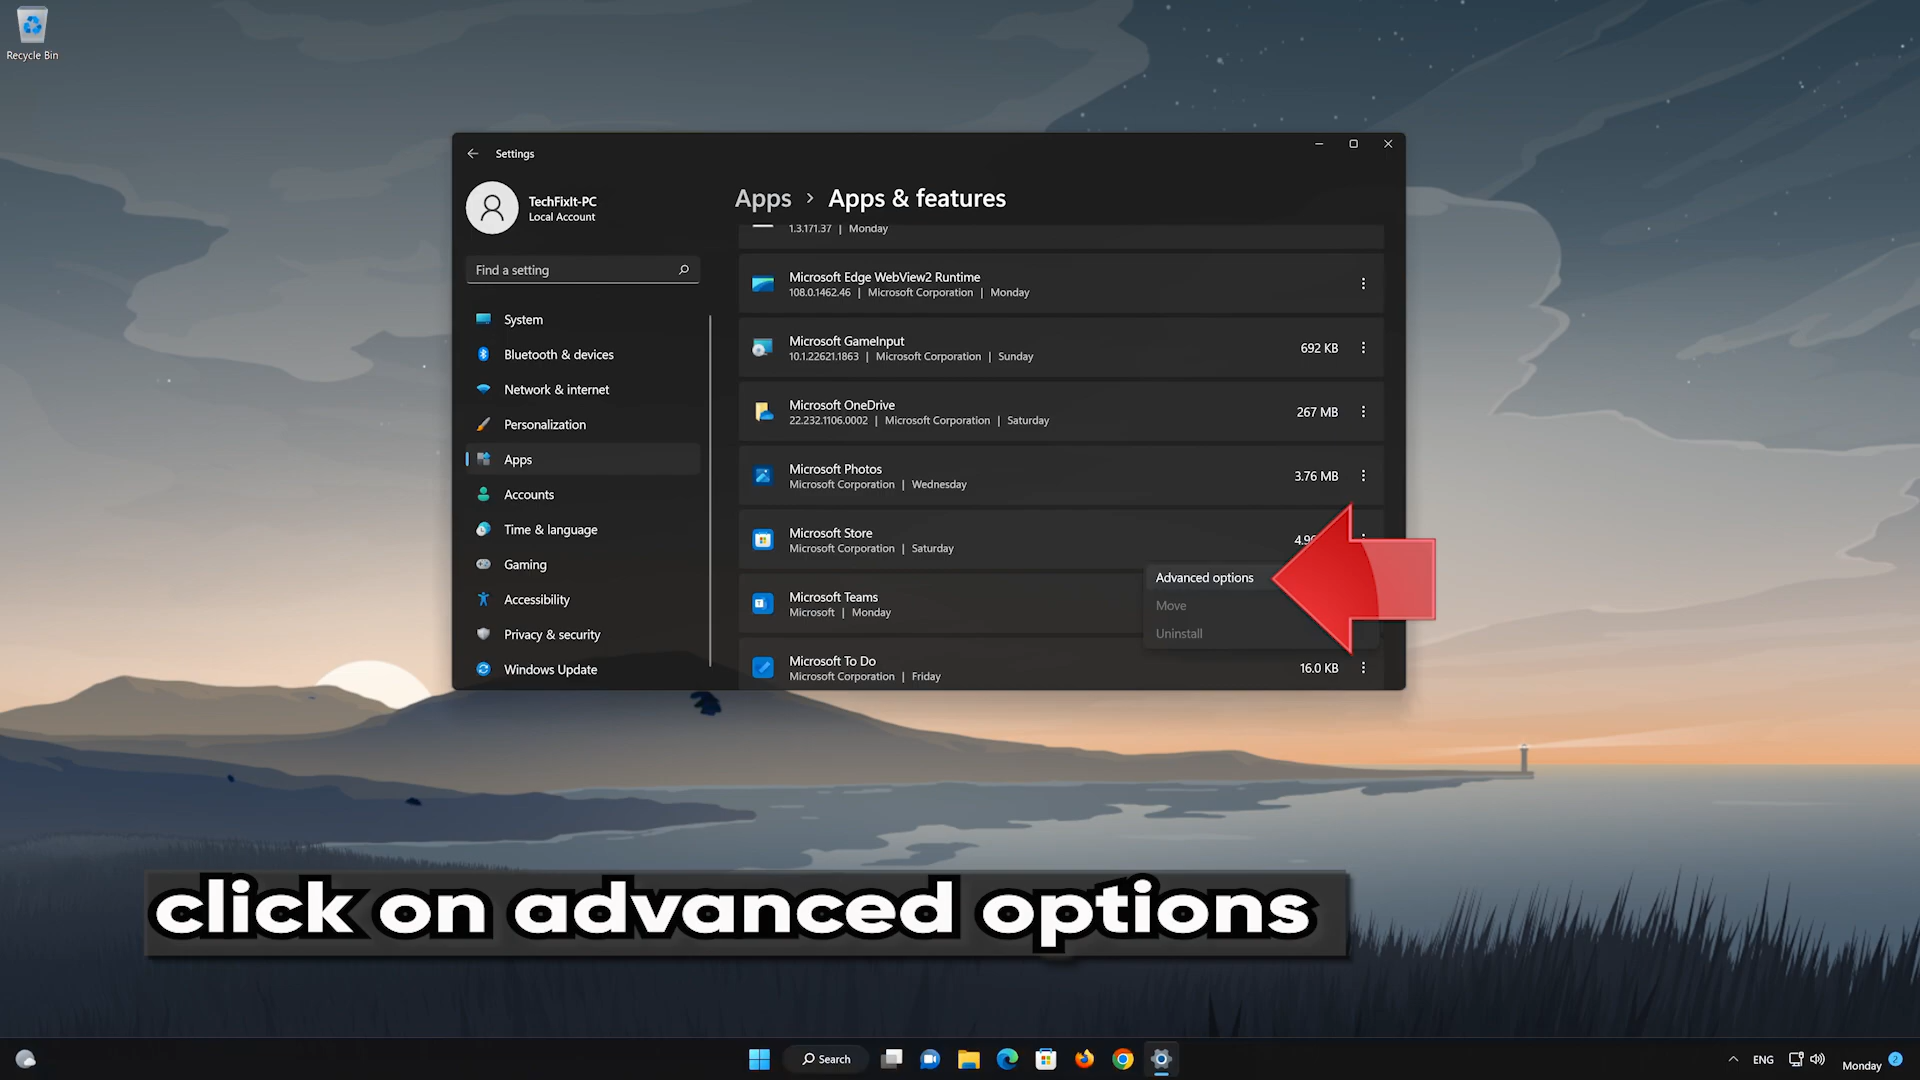 Recycle Bin
Settings
TechFixIt-PC
Local Account
Find a setting
System
Bluetooth & devices
Network & internet
Personalization
Apps
Accounts
Time & language
Gaming
Accessibility
Privacy & security
Windows Update
Apps > Apps & features
1.3.171.37 | Monday
Microsoft Edge WebView2 Runtime
108.0.1462.46 | Microsoft Corporation | Monday
Microsoft GameInput
10.1.22621.1863 | Microsoft Corporation | Sunday
692 KB
Microsoft OneDrive
22.232.1106.0002 | Microsoft Corporation | Saturday
267 MB
Microsoft Photos
Microsoft Corporation | Wednesday
3.76 MB
Microsoft Store
Microsoft Corporation | Saturday
Advanced options
Move
Uninstall
Microsoft Teams
Microsoft | Monday
Microsoft To Do
Microsoft Corporation | Friday
16.0 KB
click on advanced options
Search
ENG
Monday
2